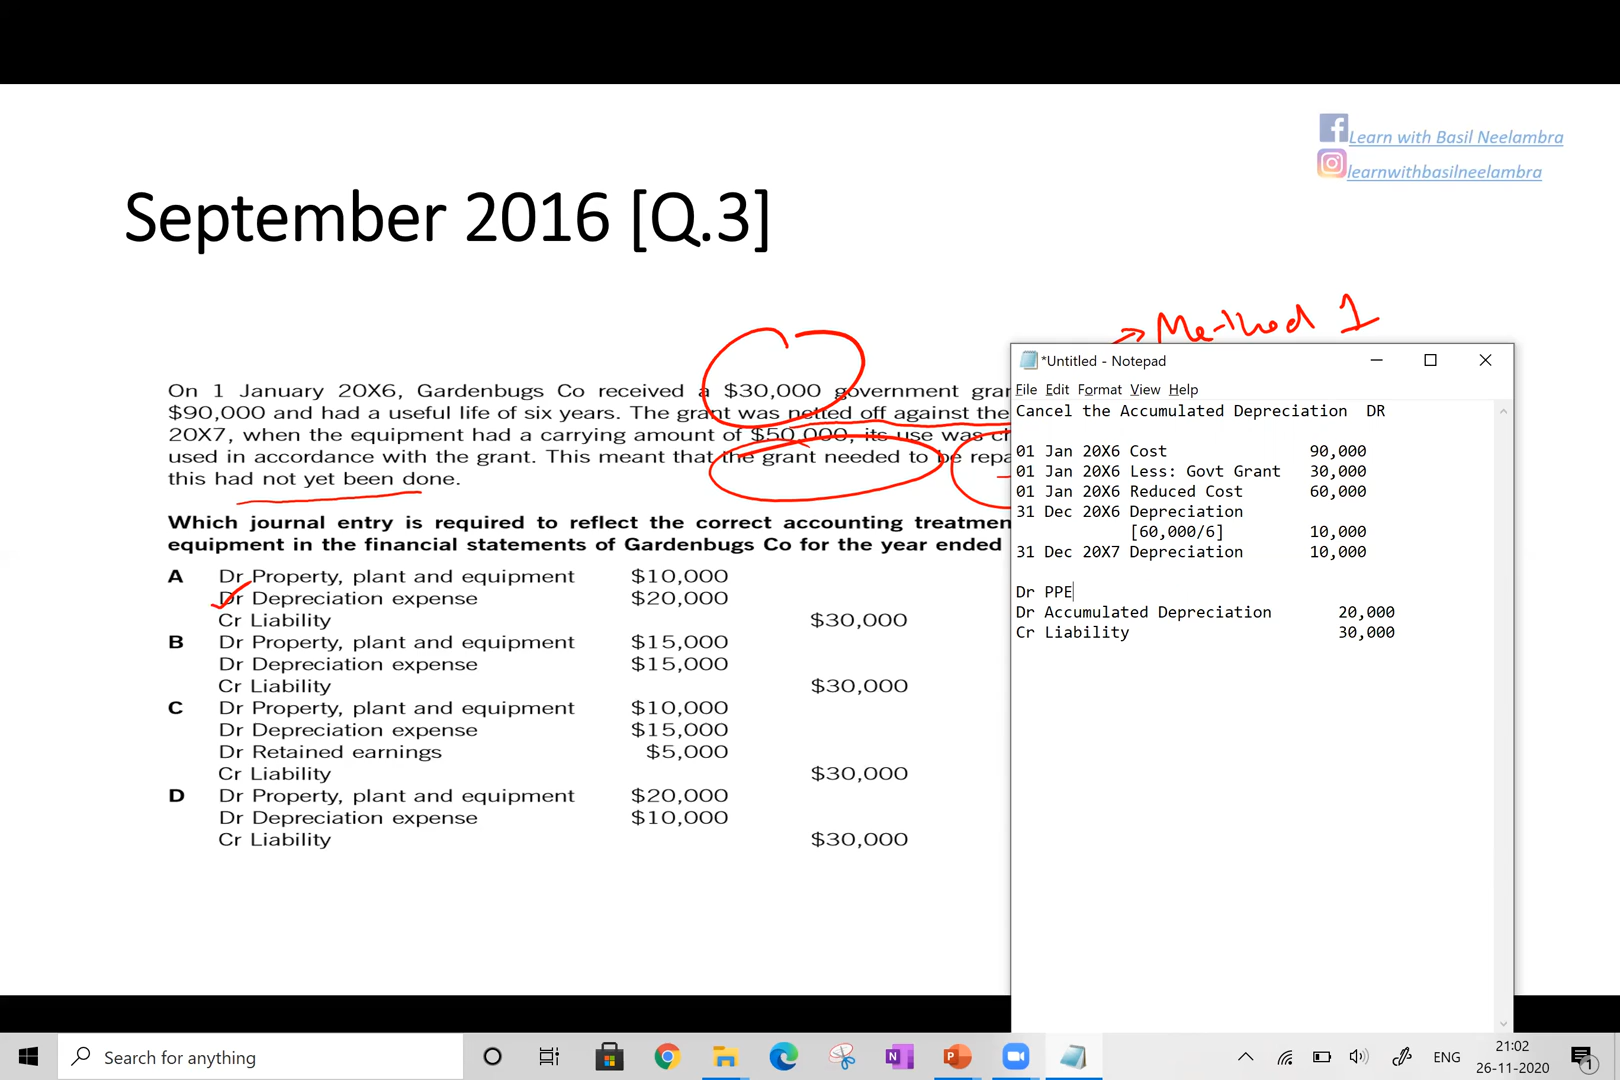 Learn with Basil Neelambra
learnwithbasilneelambra
September 2016 [Q.3]
Method 1
On 1 January 20X6, Gardenbugs Co received a $30,000 government gran
$90,000 and had a useful life of six years. The grant was netted off against the
20X7, when the equipment had a carrying amount of $50,000, its use was ch
used in accordance with the grant. This meant that the grant needed to be repa
this had not yet been done.
Which journal entry is required to reflect the correct accounting treatmen
equipment in the financial statements of Gardenbugs Co for the year ended
A Dr Property, plant and equipment $10,000
Dr Depreciation expense $20,000
Cr Liability $30,000
B Dr Property, plant and equipment $15,000
Dr Depreciation expense $15,000
Cr Liability $30,000
C Dr Property, plant and equipment $10,000
Dr Depreciation expense $15,000
Dr Retained earnings $5,000
Cr Liability $30,000
D Dr Property, plant and equipment $20,000
Dr Depreciation expense $10,000
Cr Liability $30,000
*Untitled - Notepad
File Edit Format View Help
Cancel the Accumulated Depreciation DR
01 Jan 20X6 Cost 90,000
01 Jan 20X6 Less: Govt Grant 30,000
01 Jan 20X6 Reduced Cost 60,000
31 Dec 20X6 Depreciation
[60,000/6] 10,000
31 Dec 20X7 Depreciation 10,000
Dr PPE
Dr Accumulated Depreciation 20,000
Cr Liability 30,000
Search for anything
ENG
21:02
26-11-2020
1